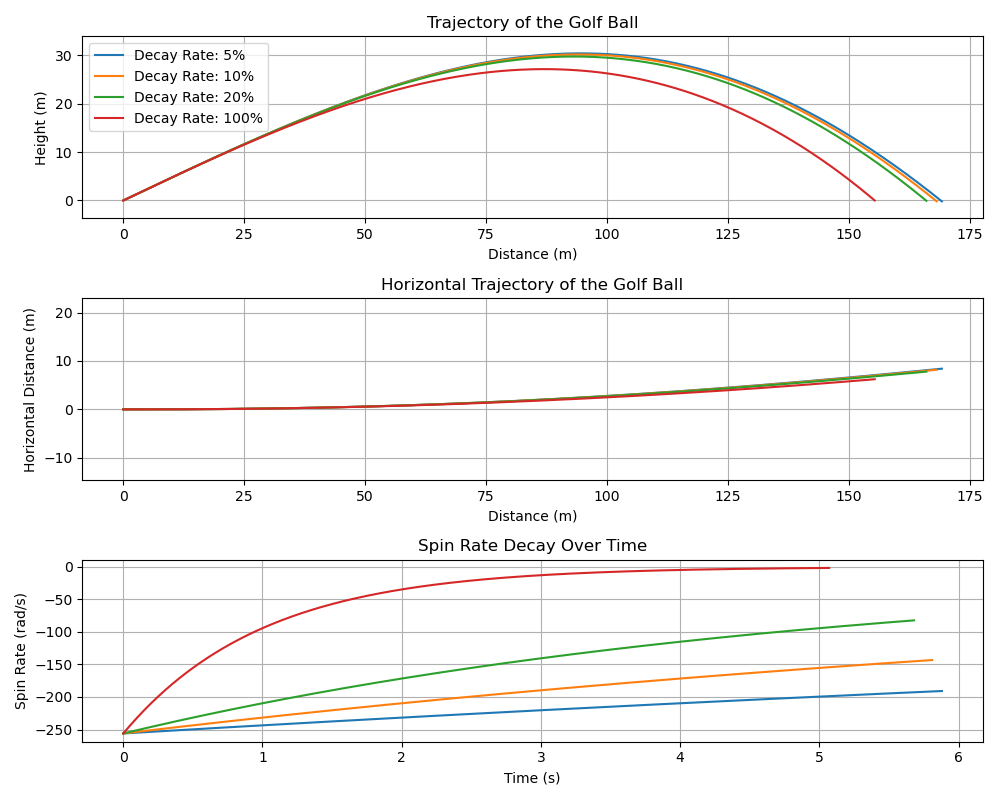 Trajectory of the Golf Ball
Decay Rate: 5%
Decay Rate: 10%
Decay Rate: 20%
Decay Rate: 100%
Height (m)
30
20
10
0
0 25 50 75 100 125 150 175
Distance (m)
Horizontal Trajectory of the Golf Ball
Horizontal Distance (m)
20
10
0
−10
0 25 50 75 100 125 150 175
Distance (m)
Spin Rate Decay Over Time
Spin Rate (rad/s)
0
−50
−100
−150
−200
−250
0 1 2 3 4 5 6
Time (s)